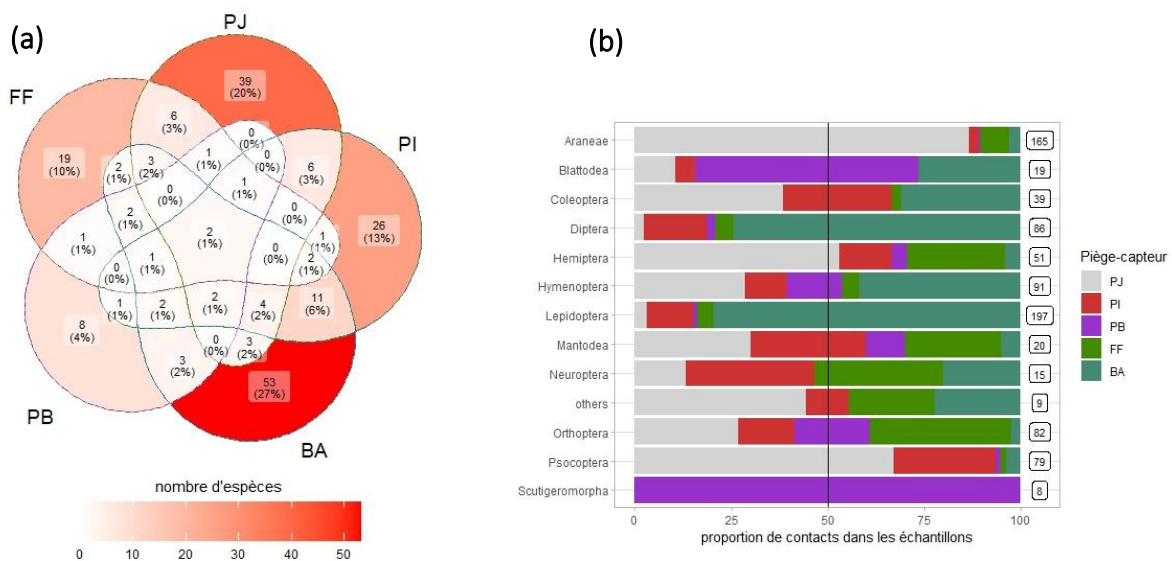 (a)
PJ
FF
PI
PB
BA
39
(20%)
6
(3%)
0
(0%)
19
(10%)
2
(1%)
3
(2%)
1
(1%)
0
(0%)
6
(3%)
0
(0%)
1
(1%)
26
(13%)
2
(1%)
0
(0%)
1
(1%)
1
(1%)
2
(1%)
0
(0%)
2
(1%)
0
(0%)
1
(1%)
8
(4%)
1
(1%)
2
(1%)
2
(1%)
4
(2%)
11
(6%)
3
(2%)
0
(0%)
3
(2%)
53
(27%)
nombre d'espèces
0 10 20 30 40 50
(b)
Araneae 165
Blattodea 19
Coleoptera 39
Diptera 86
Hemiptera 51
Hymenoptera 91
Lepidoptera 197
Mantodea 20
Neuroptera 15
others 9
Orthoptera 82
Psocoptera 79
Scutigeromorpha 8
0 25 50 75 100
proportion de contacts dans les échantillons
Piège-capteur
PJ
PI
PB
FF
BA